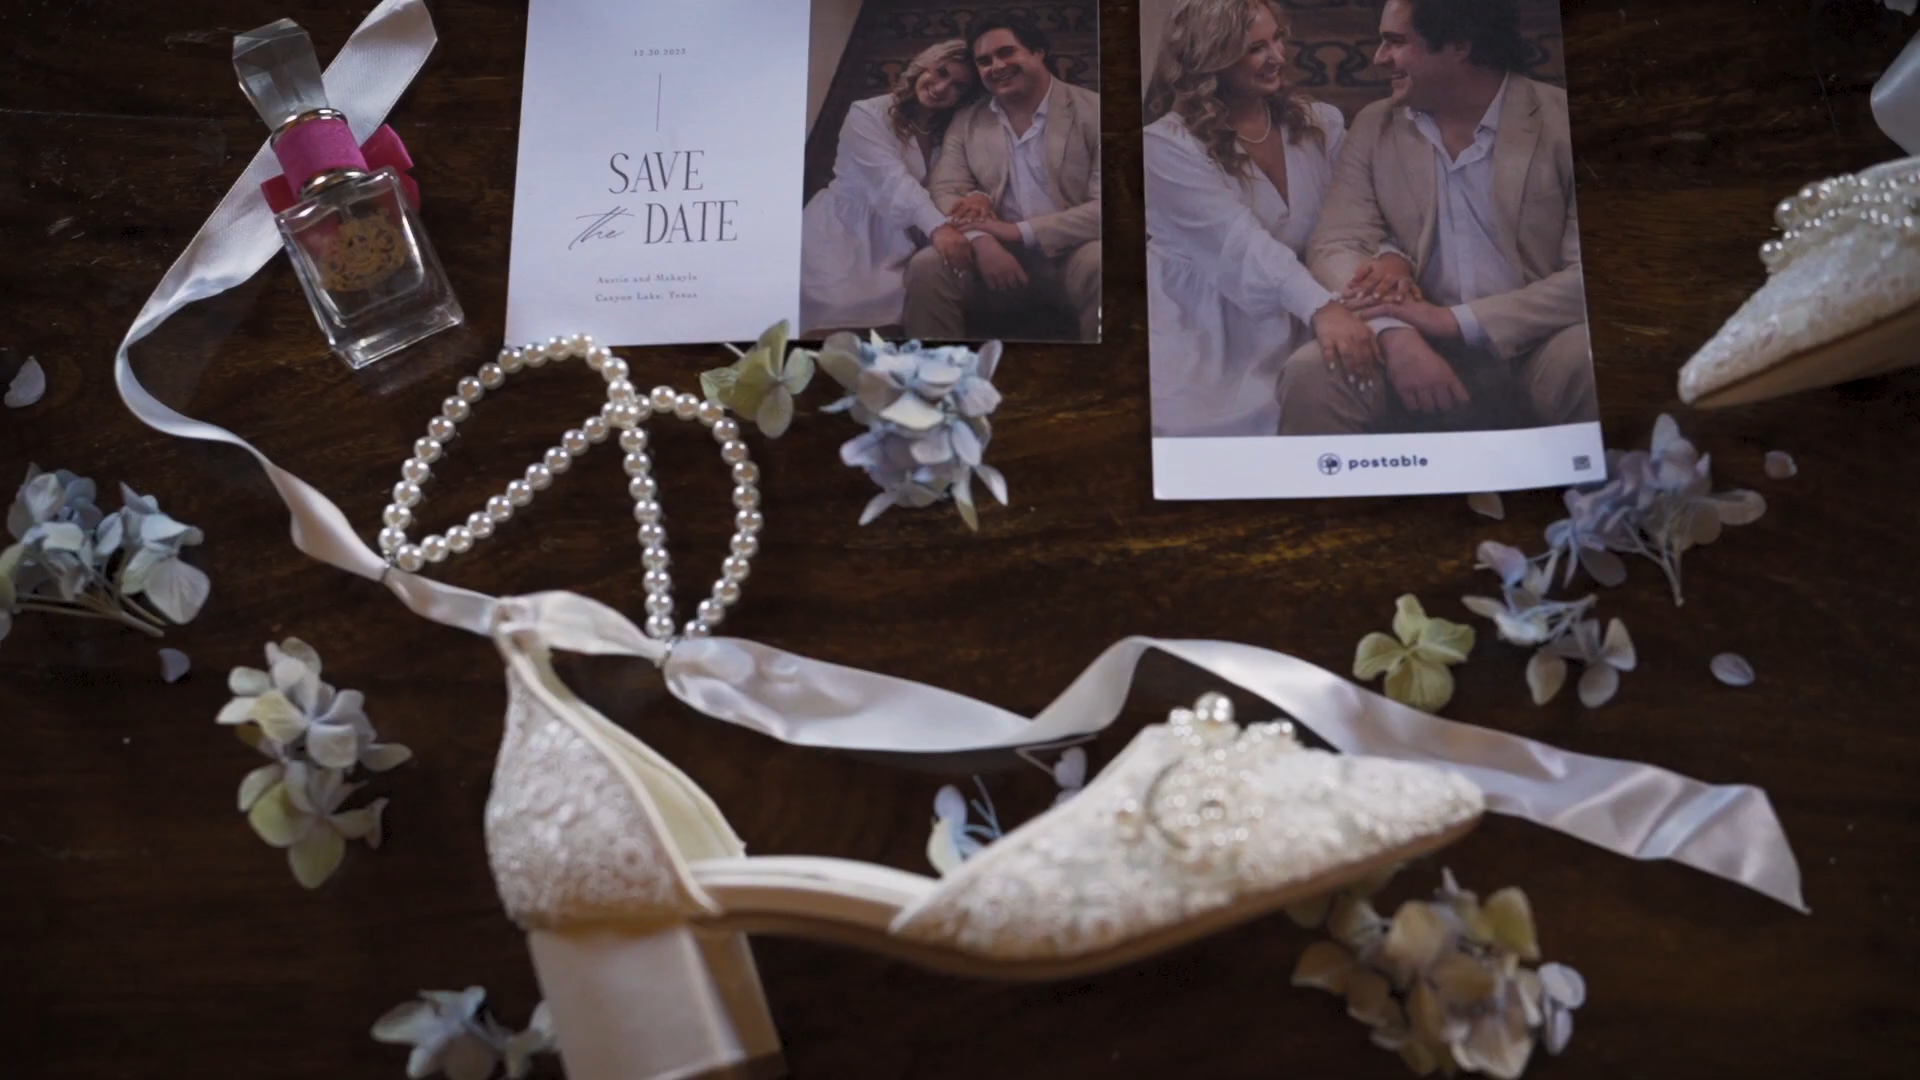 12.30.2023
SAVE
the DATE
Austin and Makayla
Canyon Lake, Texas
postable